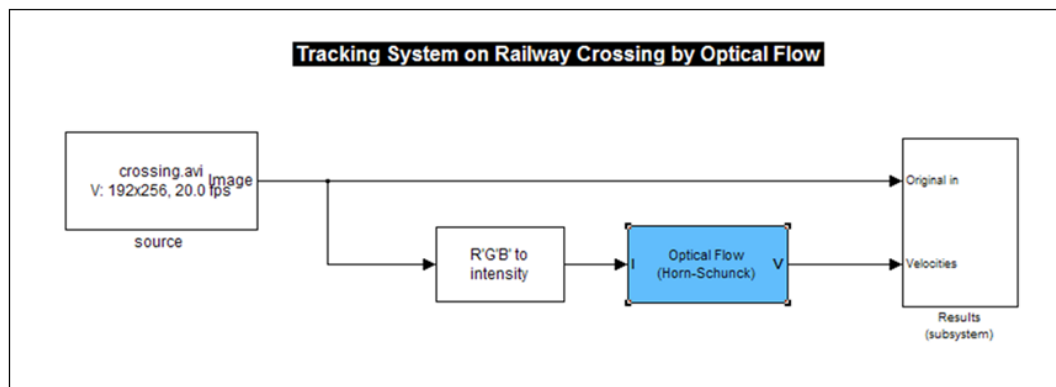 Tracking System on Railway Crossing by Optical Flow
crossing.avi
V: 192x256, 20.0 fps
Image
source
R'G'B' to
intensity
I
Optical Flow
(Horn-Schunck)
V
Original in
Velocities
Results
(subsystem)